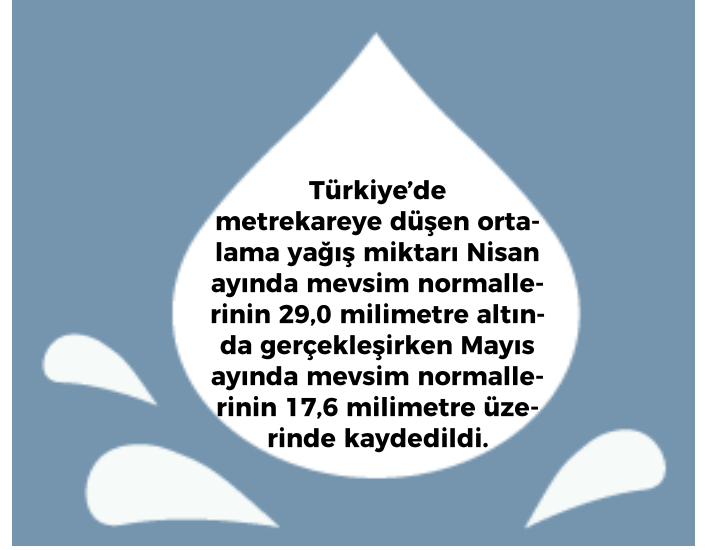 Türkiye’de
metrekareye düşen orta-
lama yağış miktarı Nisan
ayında mevsim normalle-
rinin 29,0 milimetre altın-
da gerçekleşirken Mayıs
ayında mevsim normalle-
rinin 17,6 milimetre üze-
rinde kaydedildi.